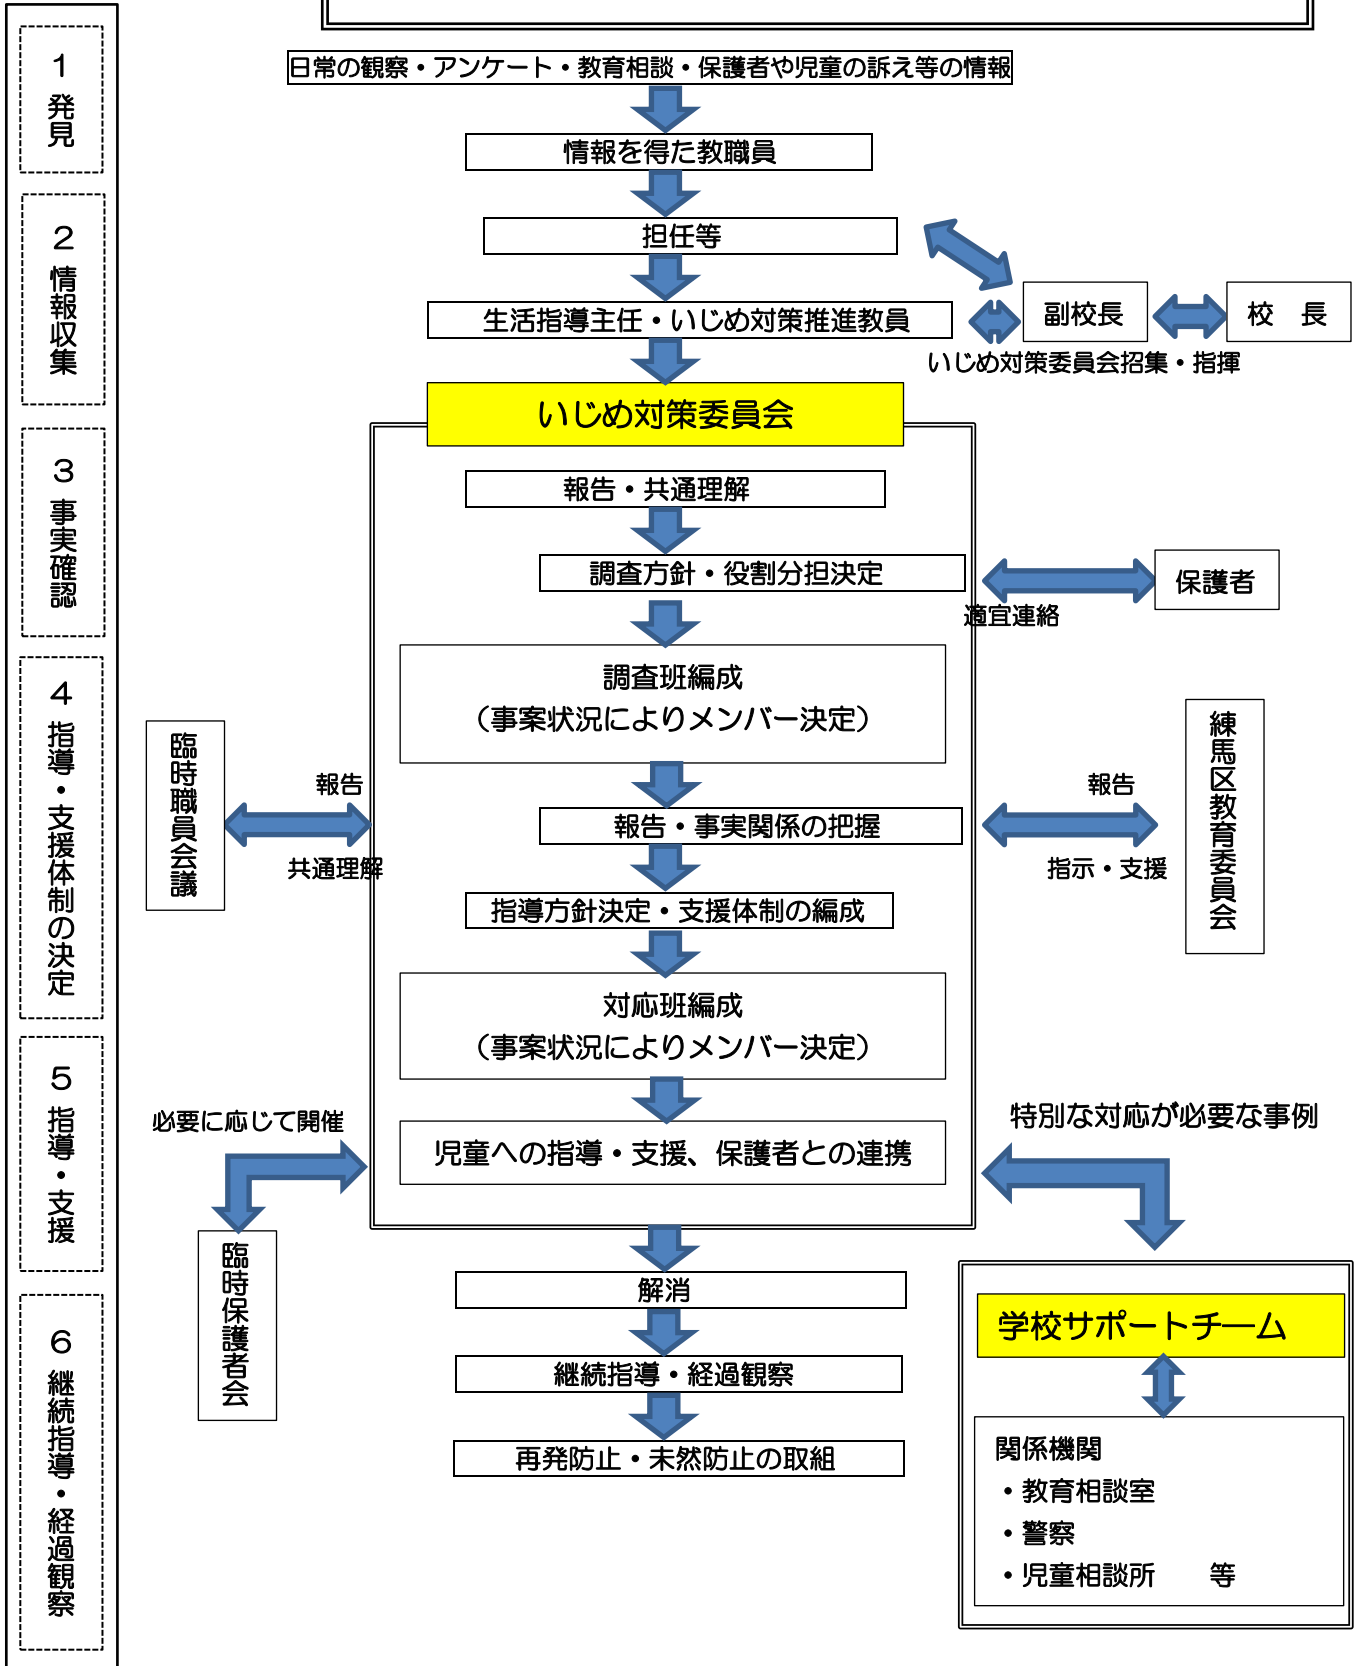 1
発見
2
情報収集
3
事実確認
4
指導・支援体制の決定
5
指導・支援
6
継続指導・経過観察
日常の観察・アンケート・教育相談・保護者や児童の訴え等の情報
情報を得た教職員
担任等
生活指導主任・いじめ対策推進教員
副校長
校　長
いじめ対策委員会招集・指揮
いじめ対策委員会
報告・共通理解
調査方針・役割分担決定
保護者
適宜連絡
調査班編成
（事案状況によりメンバー決定）
臨時職員会議
報告
共通理解
報告・事実関係の把握
報告
指示・支援
練馬区教育委員会
指導方針決定・支援体制の編成
対応班編成
（事案状況によりメンバー決定）
必要に応じて開催
児童への指導・支援、保護者との連携
特別な対応が必要な事例
臨時保護者会
解消
継続指導・経過観察
再発防止・未然防止の取組
学校サポートチーム
関係機関
・教育相談室
・警察
・児童相談所　　等